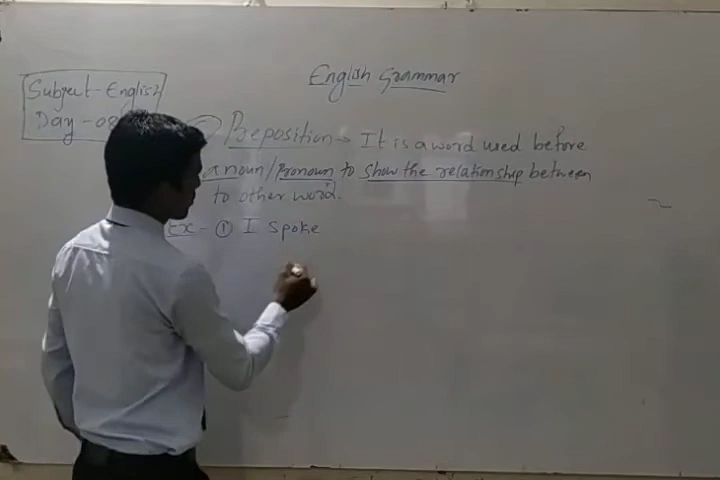 English Grammar
Subject - English
Day - 08
Preposition → It is a word used before
a noun/pronoun to show the relationship between
to other word.
Ex - ① I spoke